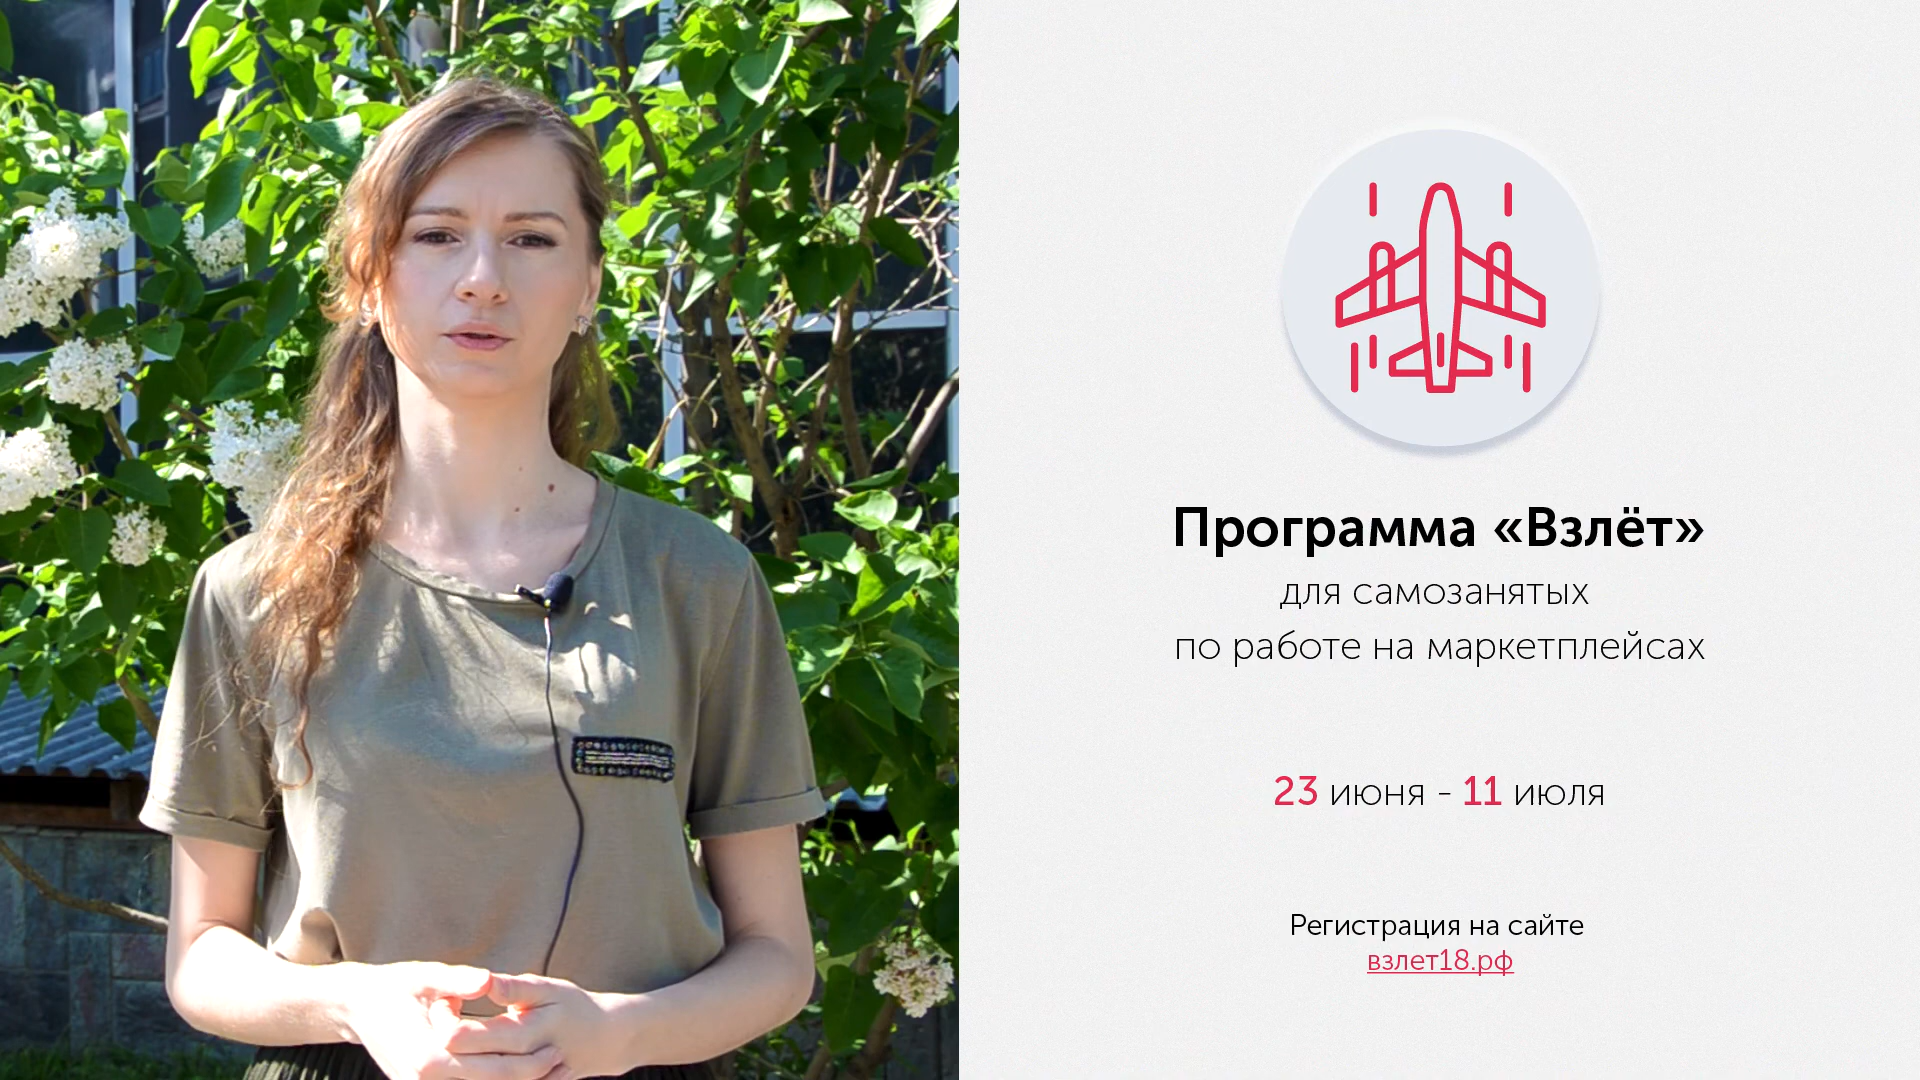 Программа «Взлёт»
для самозанятых
по работе на маркетплейсах
23 июня - 11 июля
Регистрация на сайте
взлет18.рф